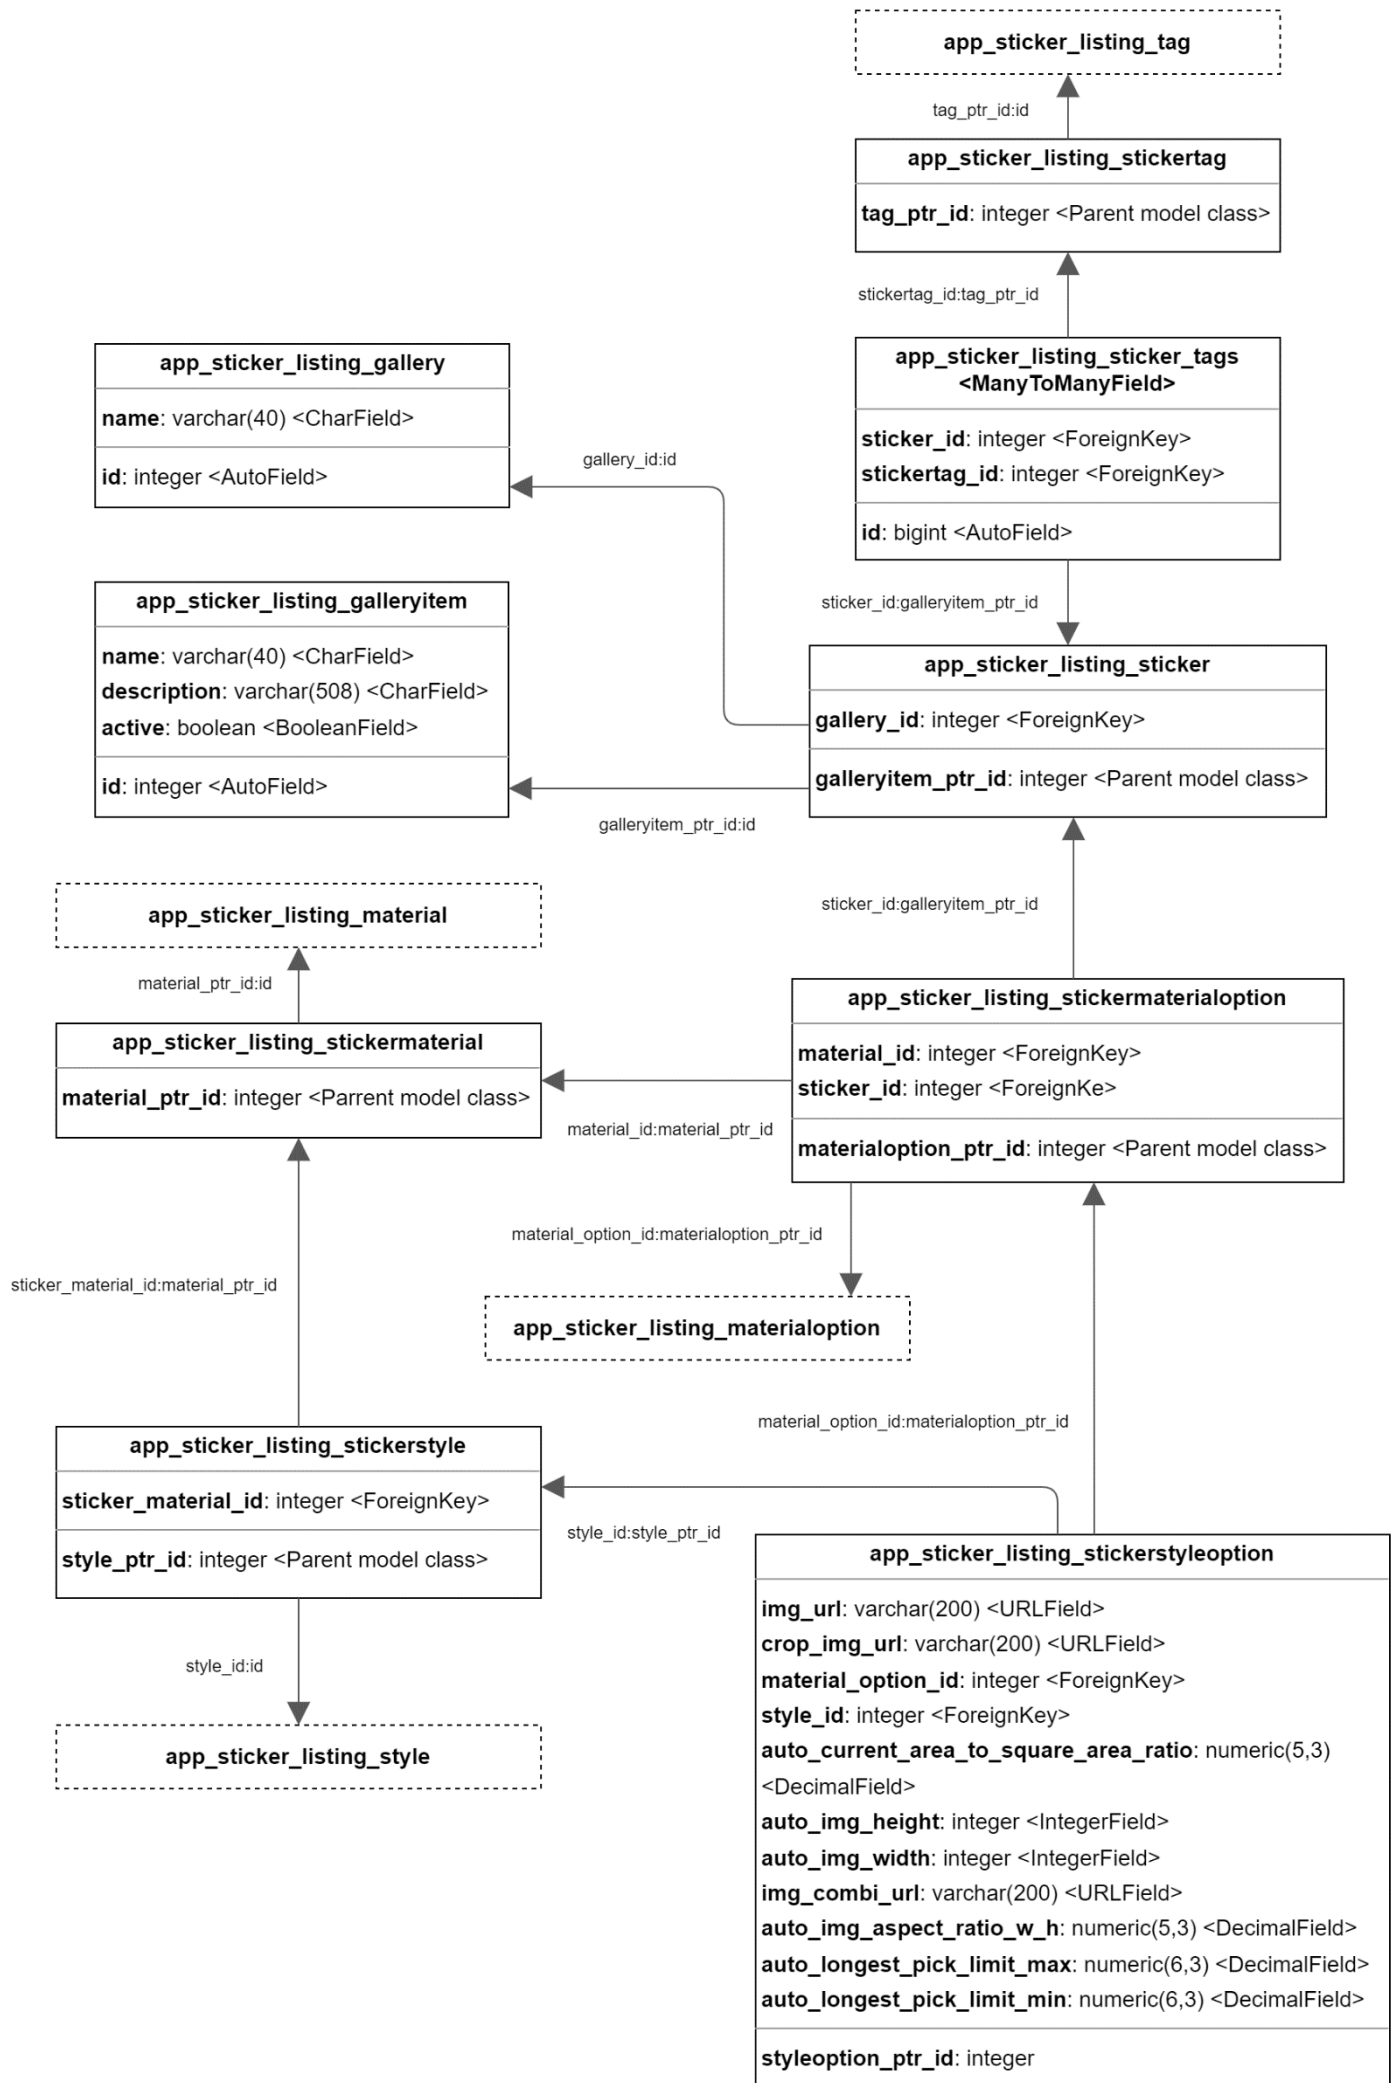 app_sticker_listing_tag
tag_ptr_id:id
app_sticker_listing_stickertag
tag_ptr_id: integer <Parent model class>
stickertag_id:tag_ptr_id
app_sticker_listing_gallery
name: varchar(40) <CharField>
id: integer <AutoField>
app_sticker_listing_sticker_tags
<ManyToManyField>
sticker_id: integer <ForeignKey>
stickertag_id: integer <ForeignKey>
id: bigint <AutoField>
gallery_id:id
app_sticker_listing_galleryitem
name: varchar(40) <CharField>
description: varchar(508) <CharField>
active: boolean <BooleanField>
id: integer <AutoField>
sticker_id:galleryitem_ptr_id
app_sticker_listing_sticker
gallery_id: integer <ForeignKey>
galleryitem_ptr_id: integer <Parent model class>
galleryitem_ptr_id:id
app_sticker_listing_material
sticker_id:galleryitem_ptr_id
material_ptr_id:id
app_sticker_listing_stickermaterial
material_ptr_id: integer <Parrent model class>
app_sticker_listing_stickermaterialoption
material_id: integer <ForeignKey>
sticker_id: integer <ForeignKe>
materialoption_ptr_id: integer <Parent model class>
material_id:material_ptr_id
material_option_id:materialoption_ptr_id
sticker_material_id:material_ptr_id
app_sticker_listing_materialoption
material_option_id:materialoption_ptr_id
app_sticker_listing_stickerstyle
sticker_material_id: integer <ForeignKey>
style_ptr_id: integer <Parent model class>
style_id:style_ptr_id
style_id:id
app_sticker_listing_style
app_sticker_listing_stickerstyleoption
img_url: varchar(200) <URLField>
crop_img_url: varchar(200) <URLField>
material_option_id: integer <ForeignKey>
style_id: integer <ForeignKey>
auto_current_area_to_square_area_ratio: numeric(5,3)
<DecimalField>
auto_img_height: integer <IntegerField>
auto_img_width: integer <IntegerField>
img_combi_url: varchar(200) <URLField>
auto_img_aspect_ratio_w_h: numeric(5,3) <DecimalField>
auto_longest_pick_limit_max: numeric(6,3) <DecimalField>
auto_longest_pick_limit_min: numeric(6,3) <DecimalField>
styleoption_ptr_id: integer